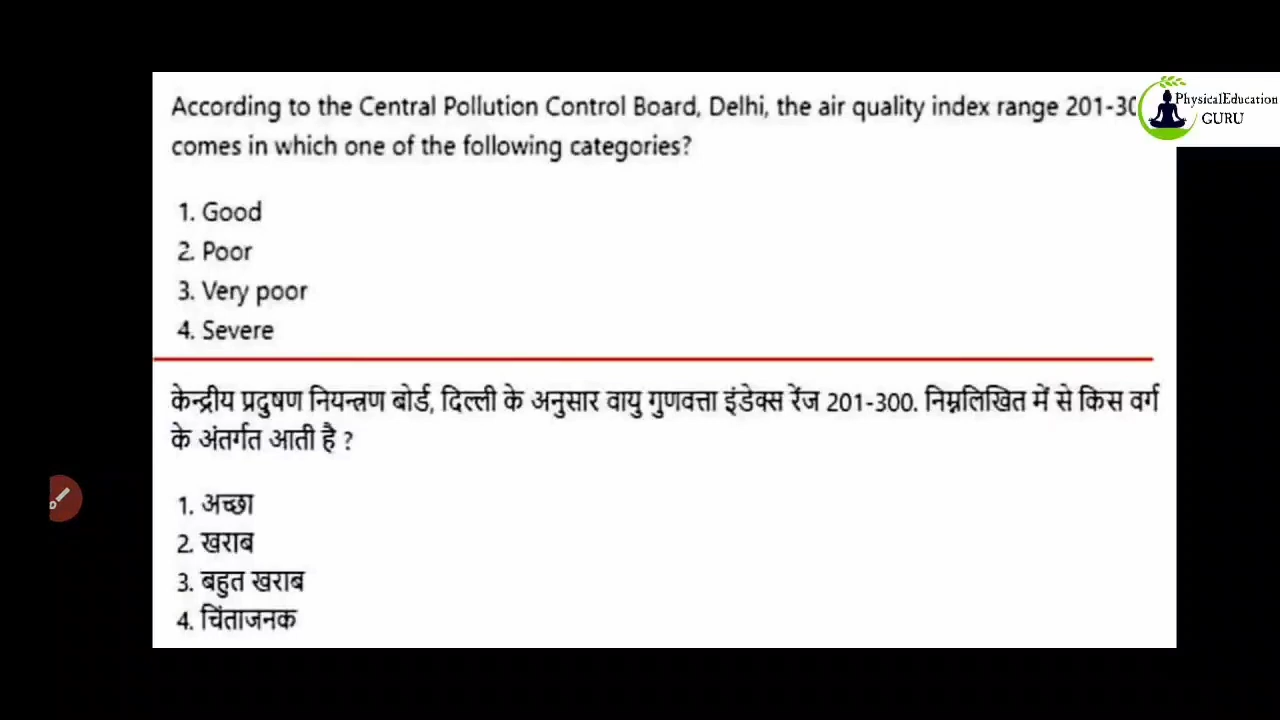 According to the Central Pollution Control Board, Delhi, the air quality index range 201-30
comes in which one of the following categories?
1. Good
2. Poor
3. Very poor
4. Severe
केन्द्रीय प्रदुषण नियन्त्रण बोर्ड, दिल्ली के अनुसार वायु गुणवत्ता इंडेक्स रेंज 201-300. निम्नलिखित में से किस वर्ग
के अंतर्गत आती है ?
1. अच्छा
2. खराब
3. बहुत खराब
4. चिंताजनक
PhysicalEducation
GURU